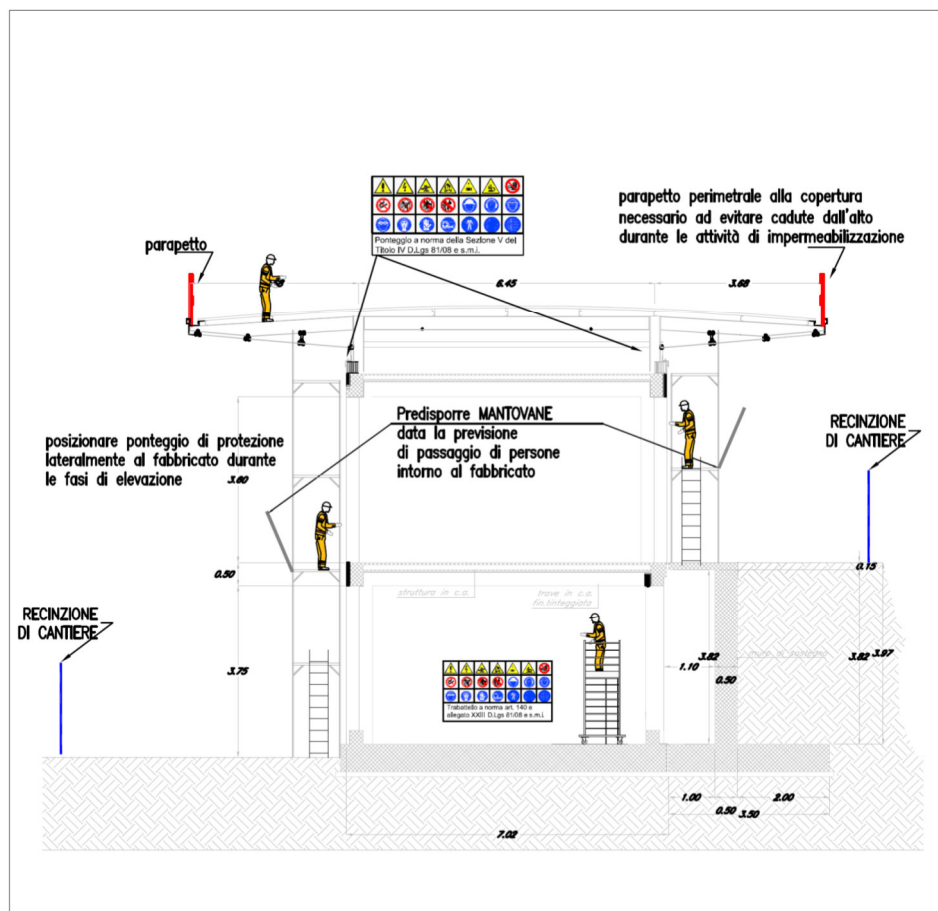 Ponteggio a norma della Sezione V del
Titolo IV D.Lgs 81/08 e s.m.i.
parapetto perimetrale alla copertura
necessario ad evitare cadute dall'alto
durante le attività di impermeabilizzazione
parapetto
6.45
3.68
Predisporre MANTOVANE
data la previsione
di passaggio di persone
intorno al fabbricato
RECINZIONE
DI CANTIERE
posizionare ponteggio di protezione
lateralmente al fabbricato durante
le fasi di elevazione
3.60
0.50
0.15
struttura in c.a.
trave in c.a.
fin.tinteggiata
RECINZIONE
DI CANTIERE
3.75
1.10
3.82
0.50
3.82
3.97
Trabattello a norma art. 140 e
allegato XXIII D.Lgs 81/08 e s.m.i.
1.00
0.50
2.00
3.50
7.02